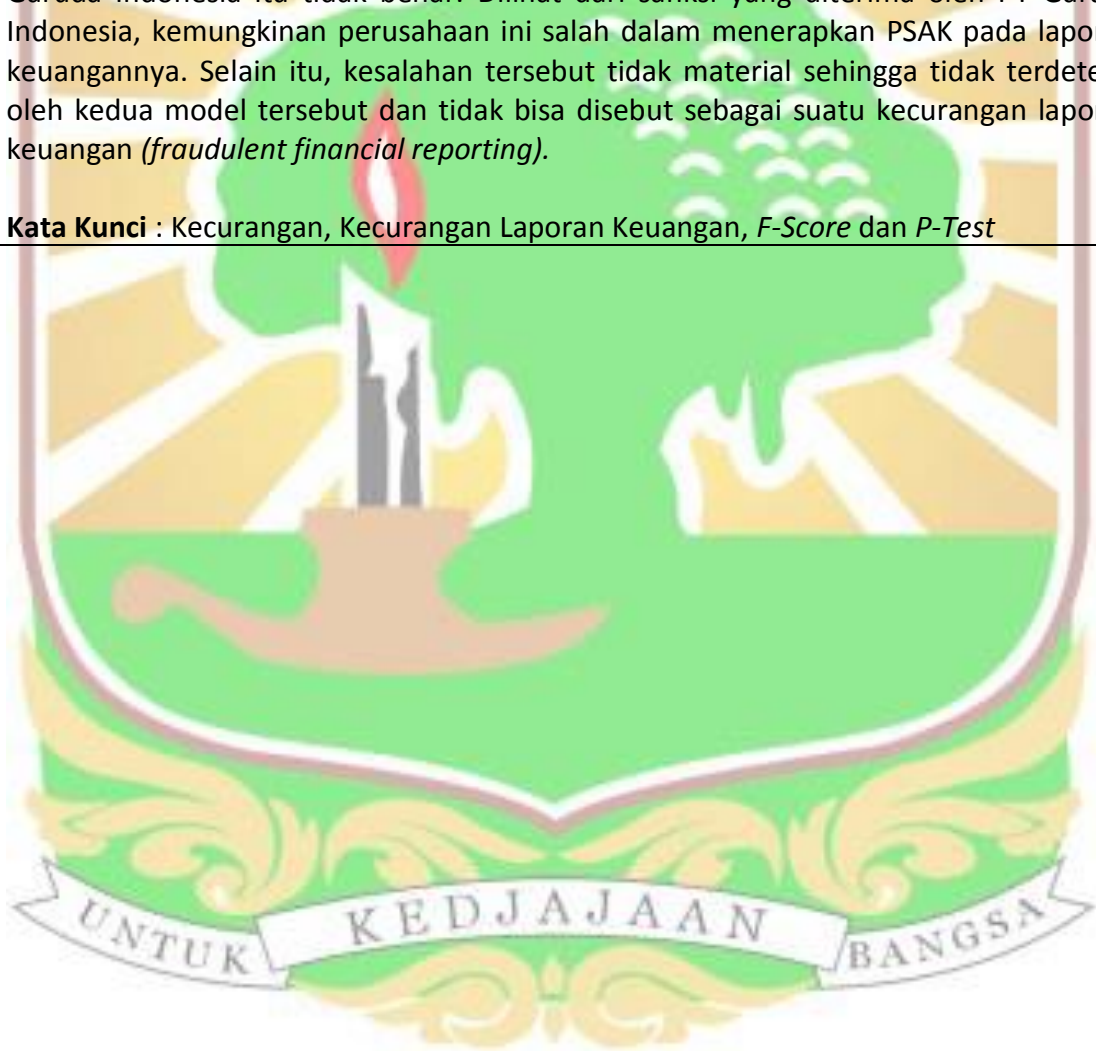 Indonesia, kemungkinan perusahaan ini salah dalam menerapkan PSAK pada lapor
keuangannya. Selain itu, kesalahan tersebut tidak material sehingga tidak terdete
oleh kedua model tersebut dan tidak bisa disebut sebagai suatu kecurangan lapor
keuangan (fraudulent financial reporting).
Kata Kunci : Kecurangan, Kecurangan Laporan Keuangan, F-Score dan P-Test
UNTUK KEDJAJAAN BANGSA